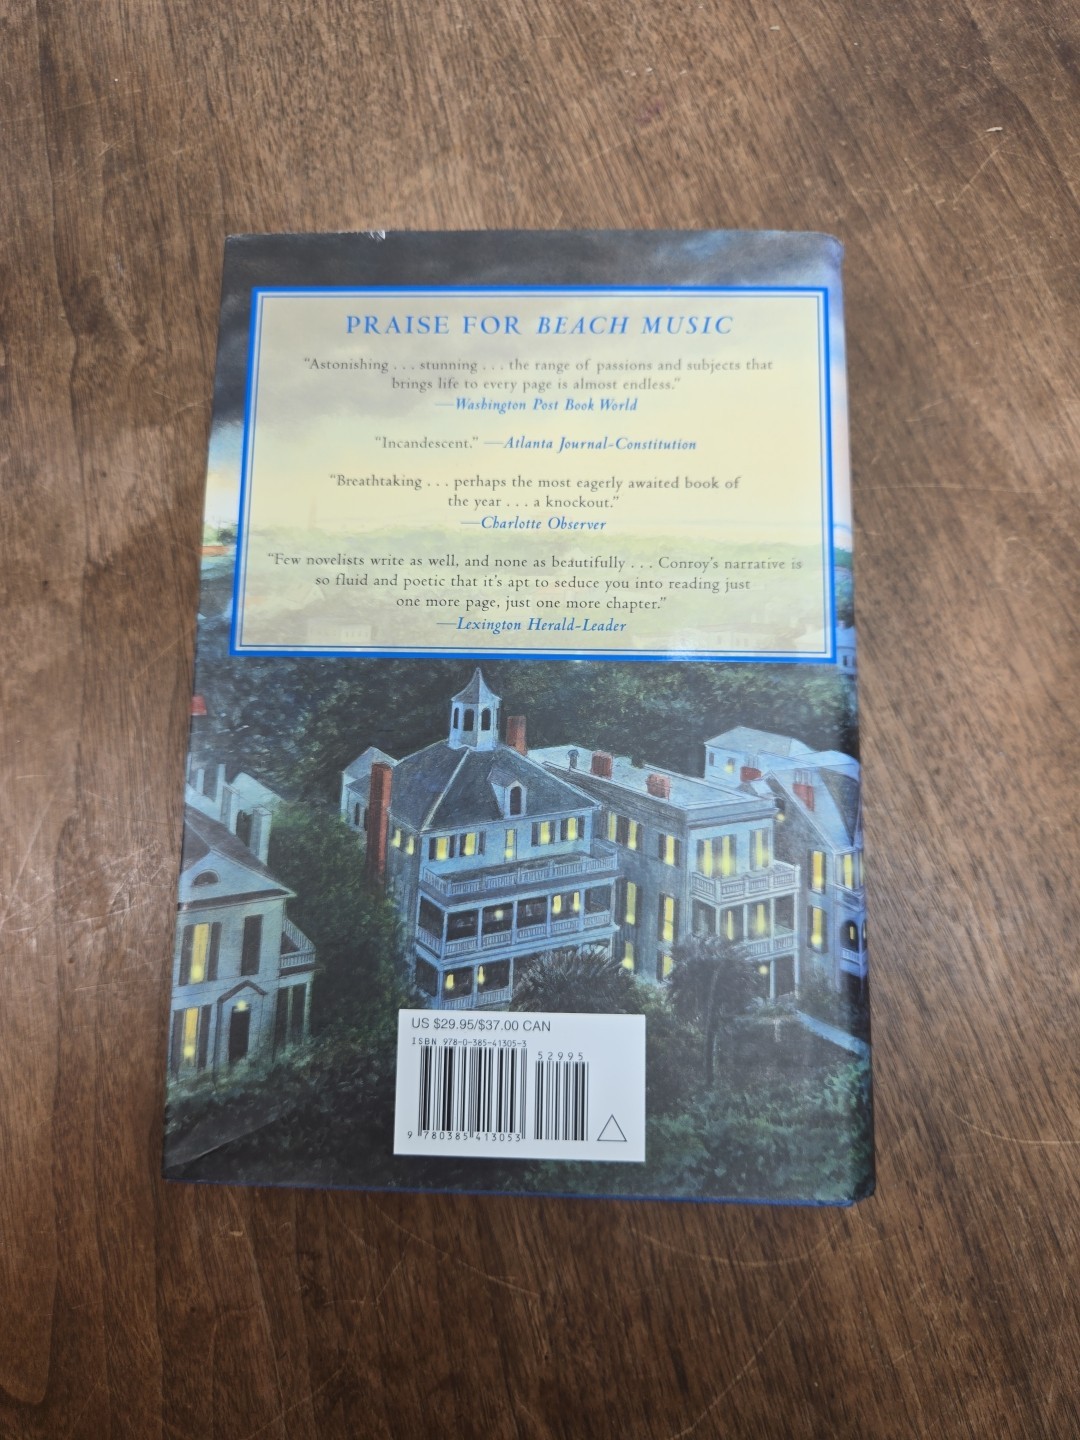 PRAISE FOR BEACH MUSIC
“Astonishing . . . stunning . . . the range of passions and subjects that
brings life to every page is almost endless.”
—Washington Post Book World
“Incandescent.” —Atlanta Journal-Constitution
“Breathtaking . . . perhaps the most eagerly awaited book of
the year . . . a knockout.”
—Charlotte Observer
“Few novelists write as well, and none as beautifully . . . Conroy’s narrative is
so fluid and poetic that it’s apt to seduce you into reading just
one more page, just one more chapter.”
—Lexington Herald-Leader
US $29.95/$37.00 CAN
ISBN 978-0-385-41305-3
52995
9 780385 413053